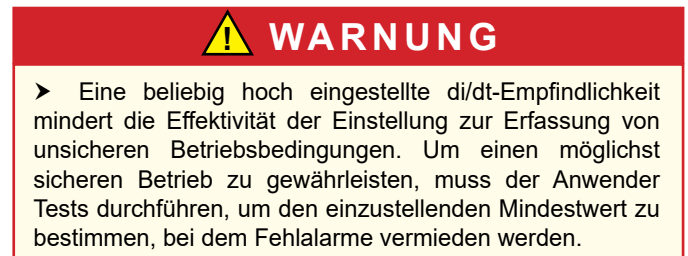 WARNUNG
➤ Eine beliebig hoch eingestellte di/dt-Empfindlichkeit
mindert die Effektivität der Einstellung zur Erfassung von
unsicheren Betriebsbedingungen. Um einen möglichst
sicheren Betrieb zu gewährleisten, muss der Anwender
Tests durchführen, um den einzustellenden Mindestwert zu
bestimmen, bei dem Fehlalarme vermieden werden.